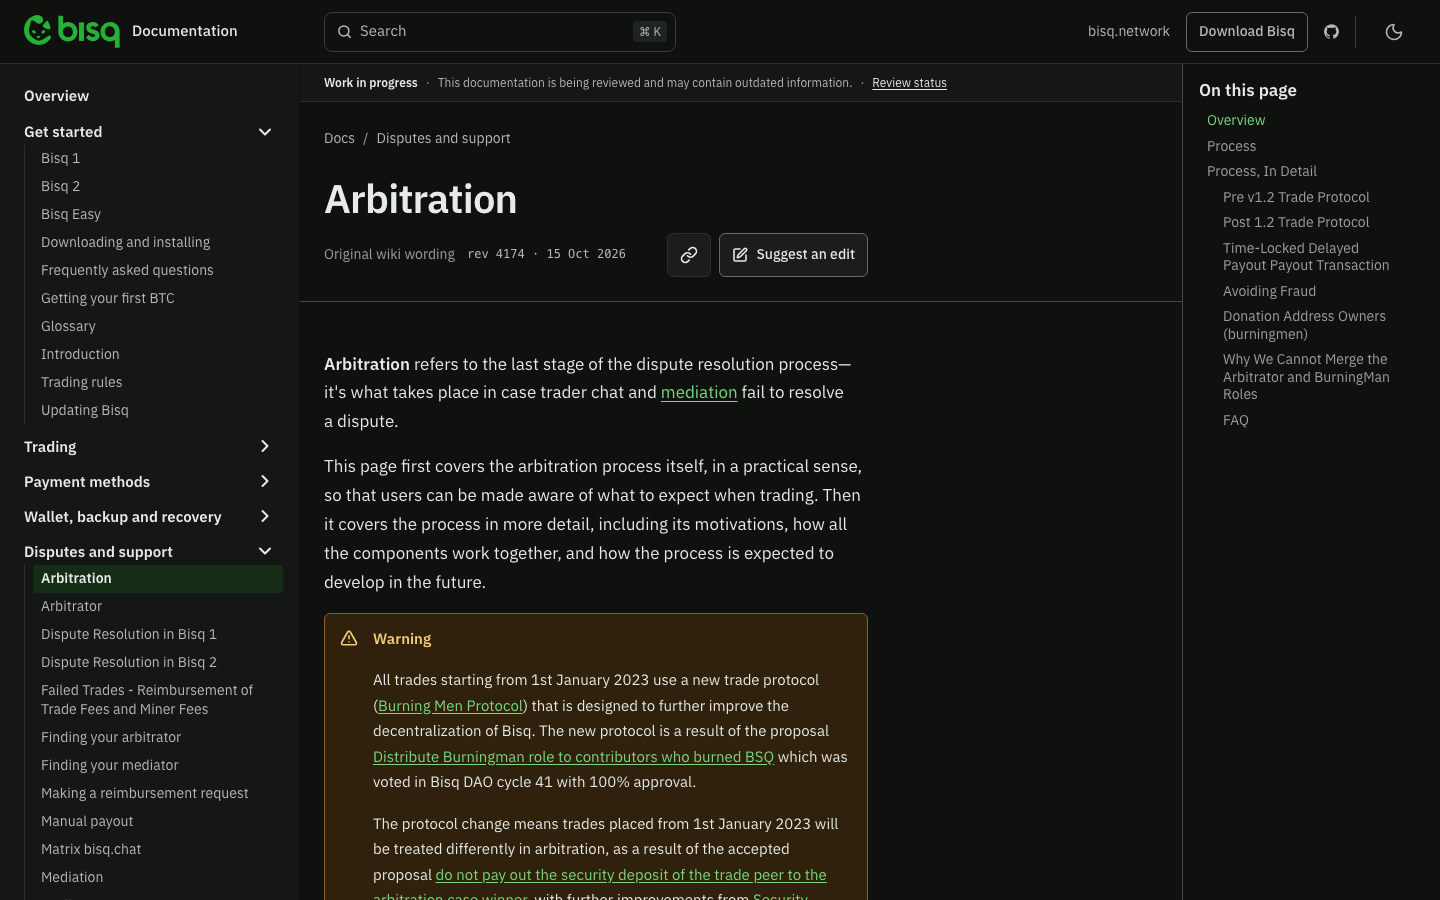 bisq Documentation
Search
⌘ K
bisq.network
Download Bisq
Overview
Get started
Bisq 1
Bisq 2
Bisq Easy
Downloading and installing
Frequently asked questions
Getting your first BTC
Glossary
Introduction
Trading rules
Updating Bisq
Trading
Payment methods
Wallet, backup and recovery
Disputes and support
Arbitration
Arbitrator
Dispute Resolution in Bisq 1
Dispute Resolution in Bisq 2
Failed Trades - Reimbursement of
Trade Fees and Miner Fees
Finding your arbitrator
Finding your mediator
Making a reimbursement request
Manual payout
Matrix bisq.chat
Mediation
Work in progress · This documentation is being reviewed and may contain outdated information. · Review status
Docs / Disputes and support
Arbitration
Original wiki wording rev 4174 · 15 Oct 2026
Suggest an edit
Arbitration refers to the last stage of the dispute resolution process—
it's what takes place in case trader chat and mediation fail to resolve
a dispute.
This page first covers the arbitration process itself, in a practical sense,
so that users can be made aware of what to expect when trading. Then
it covers the process in more detail, including its motivations, how all
the components work together, and how the process is expected to
develop in the future.
Warning
All trades starting from 1st January 2023 use a new trade protocol
(Burning Men Protocol) that is designed to further improve the
decentralization of Bisq. The new protocol is a result of the proposal
Distribute Burningman role to contributors who burned BSQ which was
voted in Bisq DAO cycle 41 with 100% approval.
The protocol change means trades placed from 1st January 2023 will
be treated differently in arbitration, as a result of the accepted
proposal do not pay out the security deposit of the trade peer to the
arbitration case winner, with further improvements from Security
On this page
Overview
Process
Process, In Detail
Pre v1.2 Trade Protocol
Post 1.2 Trade Protocol
Time-Locked Delayed
Payout Payout Transaction
Avoiding Fraud
Donation Address Owners
(burningmen)
Why We Cannot Merge the
Arbitrator and BurningMan
Roles
FAQ